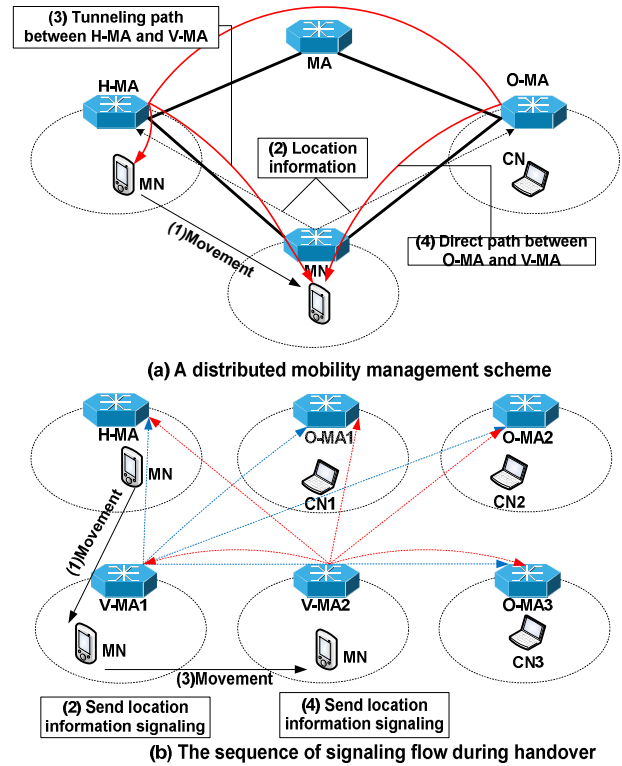 (3) Tunneling path
between H-MA and V-MA
MA
H-MA
O-MA
(2) Location
information
CN
MN
(1)Movement
MN
(4) Direct path between
O-MA and V-MA
(a) A distributed mobility management scheme
H-MA
O-MA1
O-MA2
MN
CN1
CN2
(1)Movement
V-MA1
V-MA2
O-MA3
MN
MN
CN3
(3)Movement
(2) Send location
information signaling
(4) Send location
information signaling
(b) The sequence of signaling flow during handover